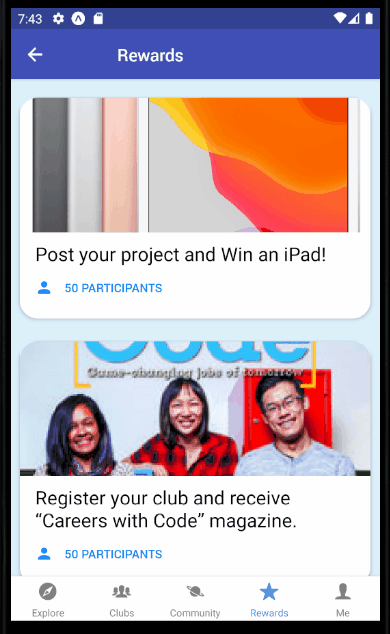 7:43
Rewards
Post your project and Win an iPad!
50 PARTICIPANTS
Code
Game-changing jobs of tomorrow
Register your club and receive
“Careers with Code” magazine.
50 PARTICIPANTS
Explore Clubs Community Rewards Me